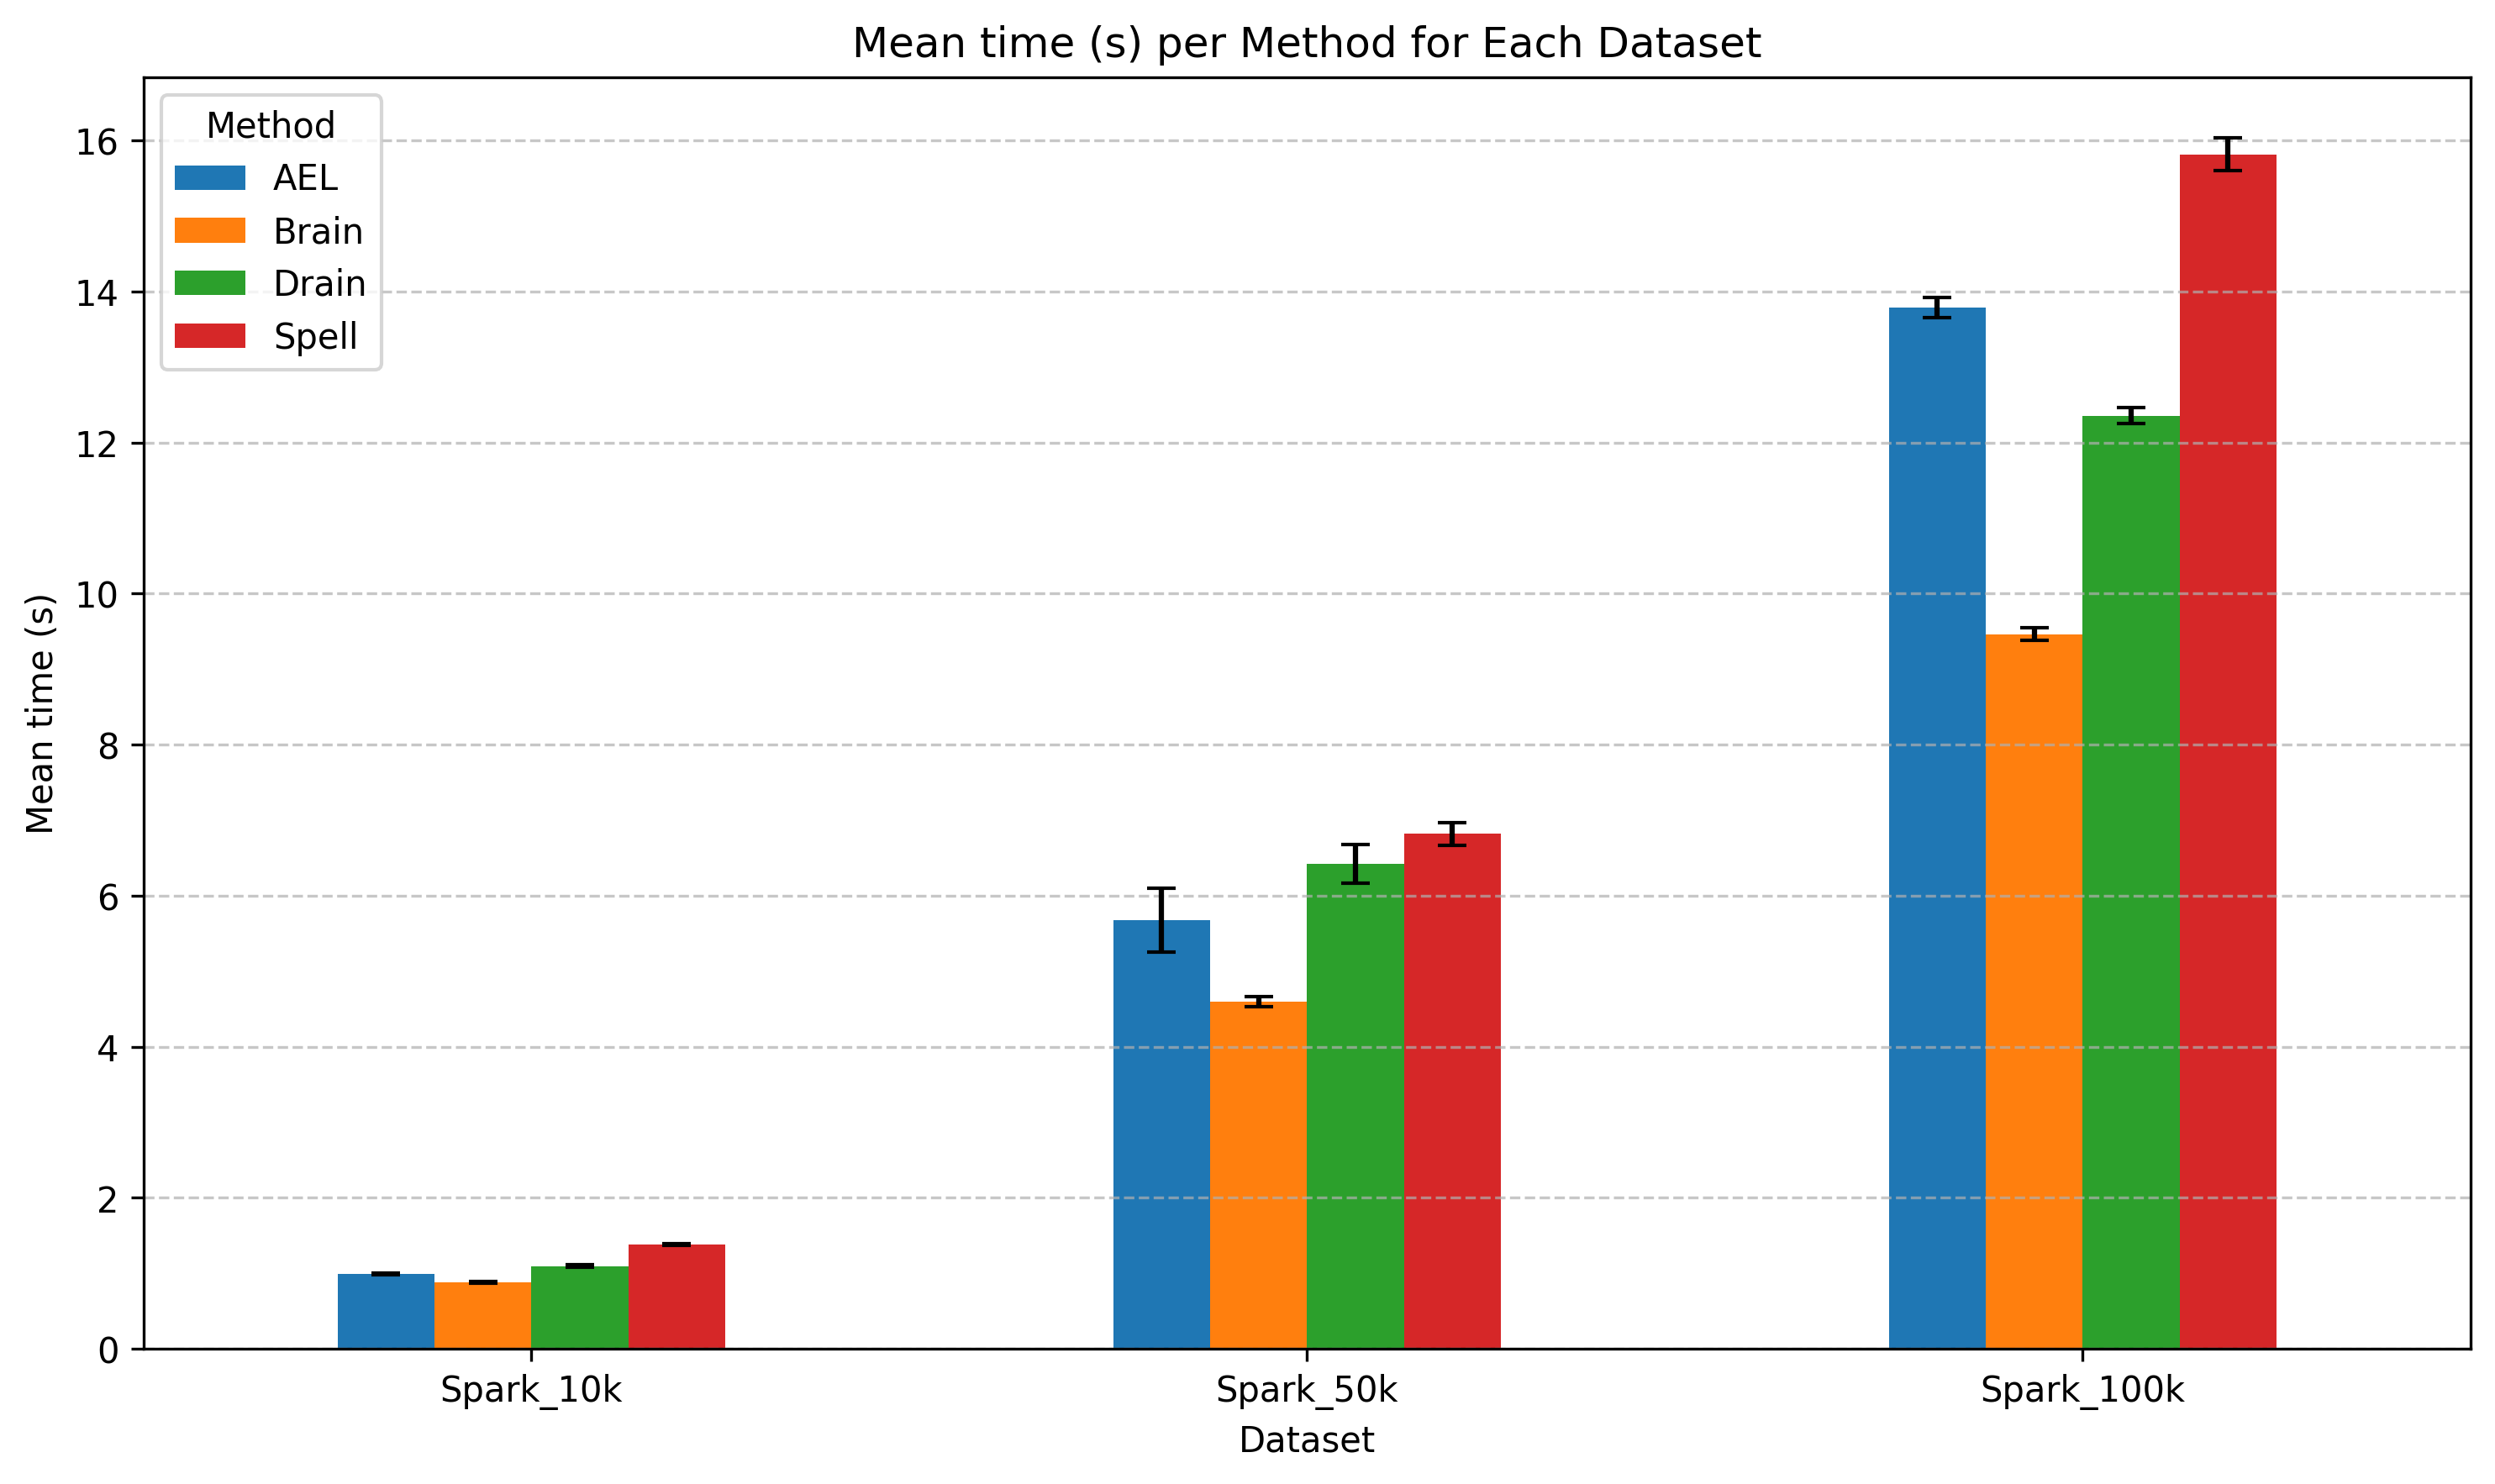 Mean time (s) per Method for Each Dataset
Method
AEL
Brain
Drain
Spell
16
14
12
10
8
6
4
2
0
Mean time (s)
Spark_10k
Spark_50k
Spark_100k
Dataset